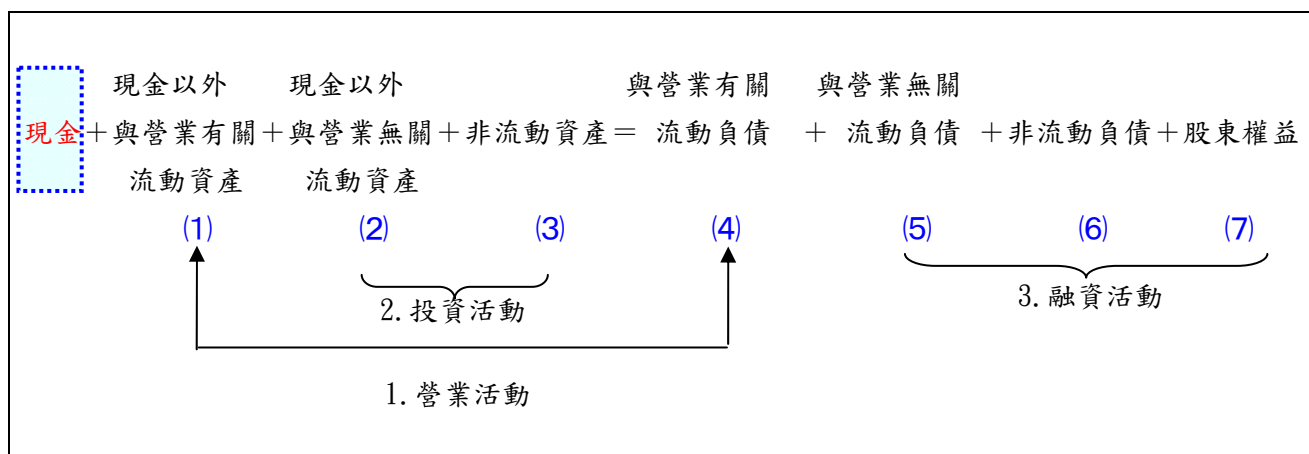 現金以外 現金以外 與營業有關 與營業無關
現金+與營業有關+與營業無關+非流動資產= 流動負債 + 流動負債 +非流動負債+股東權益
流動資產 流動資產
(1) (2) (3) (4) (5) (6) (7)
2.投資活動 3.融資活動
1.營業活動